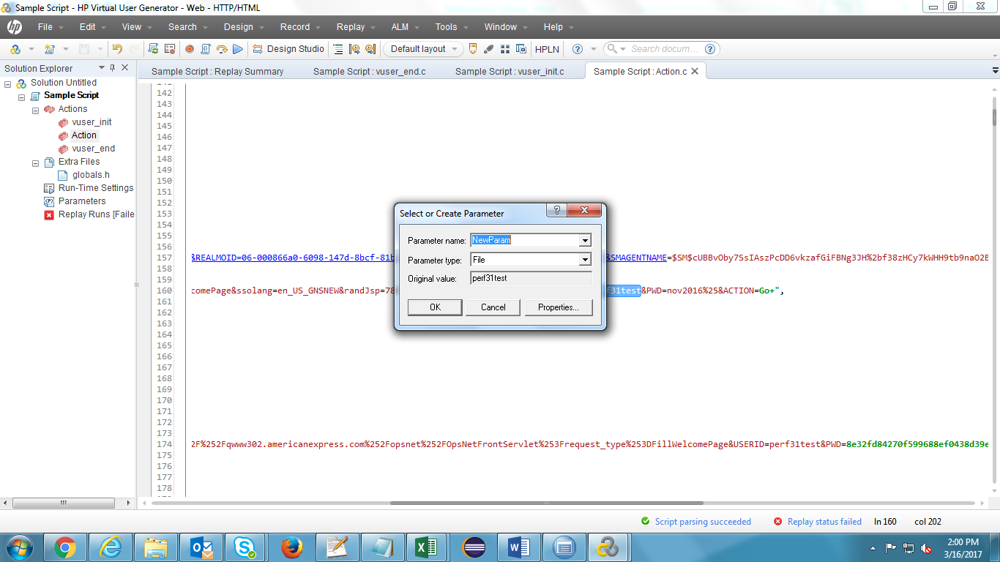 Sample Script - HP Virtual User Generator - Web - HTTP/HTML
hp File Edit View Search Design Record Replay ALM Tools Window Help
Design Studio Default layout HPLN ? Search docum... ?
Solution Explorer
Sample Script : Replay Summary Sample Script : vuser_end.c Sample Script : vuser_init.c Sample Script : Action.c
Solution Untitled
Sample Script
Actions
vuser_init
Action
vuser_end
Extra Files
globals.h
Run-Time Settings
Parameters
Replay Runs [Faile
142
143
144
145
146
147
148
149
150
151
152
153
154
155
156
157 &REALMOID=06-000866a0-6098-147d-8bcf-81b &SMAGENTNAME=$SM$cUBBvOby7SsIAszPcDD6vkzafGiFBNg3JH%2bf38zHCy7kWHH9tb9naO2B
158
159
160 comePage&ssolang=en_US_GNSNEW&randJsp=78 f31test&PWD=nov2016%25&ACTION=Go+",
161
162
163
164
165
166
167
168
169
170
171
172
173
174 2F%252Fqwww302.americanexpress.com%252Fopsnet%252FOpsNetFrontServlet%253Frequest_type%253DFillWelcomePage&USERID=perf31test&PWD=8e32fd84270f599688ef0438d39e
175
176
177
178
Select or Create Parameter
Parameter name: NewParam
Parameter type: File
Original value: perf31test
OK Cancel Properties...
Script parsing succeeded Replay status failed ln 160 col 202
2:00 PM
3/16/2017